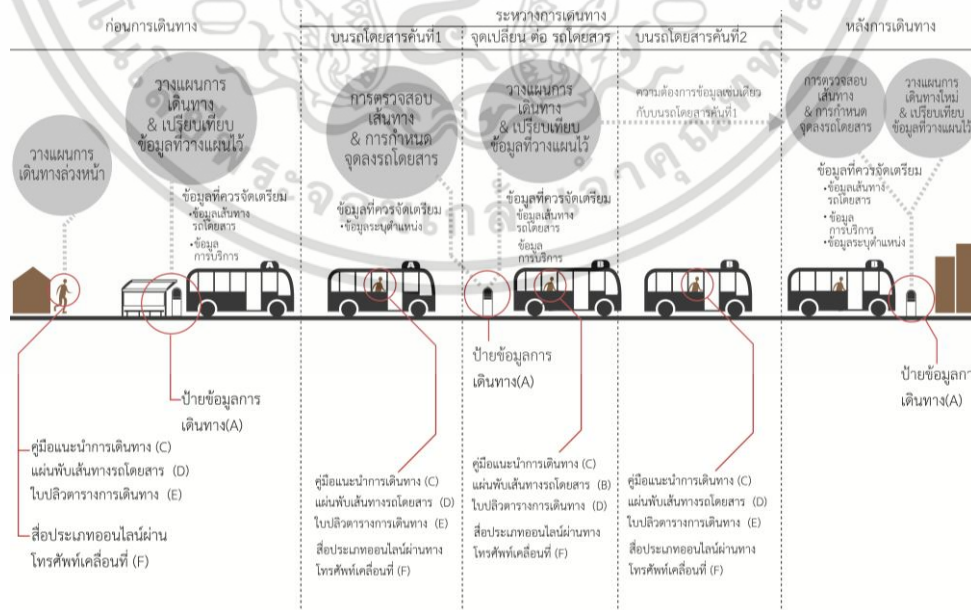 ระหว่างการเดินทาง
ก่อนการเดินทาง
บนรถโดยสารคันที่1
จุดเปลี่ยน ต่อ รถโดยสาร
บนรถโดยสารคันที่2
หลังการเดินทาง
วางแผนการ
เดินทางล่วงหน้า
วางแผนการ
เดินทาง
& เปรียบเทียบ
ข้อมูลที่วางแผนไว้
ข้อมูลที่ควรจัดเตรียม
•ข้อมูลเส้นทาง
รถโดยสาร
•ข้อมูล
การบริการ
การตรวจสอบ
เส้นทาง
& การกำหนด
จุดลงรถโดยสาร
ข้อมูลที่ควรจัดเตรียม
•ข้อมูลระบุตำแหน่ง
วางแผนการ
เดินทาง
& เปรียบเทียบ
ข้อมูลที่วางแผนไว้
ข้อมูลที่ควรจัดเตรียม
ข้อมูลเส้นทาง
รถโดยสาร
ข้อมูล
การบริการ
ความต้องการข้อมูลเช่นเดียว
กับบนรถโดยสารคันที่1
การตรวจสอบ
เส้นทาง
& การกำหนด
จุดลงรถโดยสาร
วางแผนการ
เดินทางใหม่
& เปรียบเทียบ
ข้อมูลที่วางแผนไว้
ข้อมูลที่ควรจัดเตรียม
•ข้อมูลเส้นทาง
รถโดยสาร
•ข้อมูล
การบริการ
•ข้อมูลระบุตำแหน่ง
A
A
B
B
B
ป้ายข้อมูลการ
เดินทาง(A)
คู่มือแนะนำการเดินทาง (C)
แผ่นพับเส้นทางรถโดยสาร (D)
ใบปลิวตารางการเดินทาง (E)
สื่อประเภทออนไลน์ผ่าน
โทรศัพท์เคลื่อนที่ (F)
คู่มือแนะนำการเดินทาง (C)
แผ่นพับเส้นทางรถโดยสาร (D)
ใบปลิวตารางการเดินทาง (E)
สื่อประเภทออนไลน์ผ่านทาง
โทรศัพท์เคลื่อนที่ (F)
ป้ายข้อมูลการ
เดินทาง(A)
คู่มือแนะนำการเดินทาง (C)
แผ่นพับเส้นทางรถโดยสาร (B)
ใบปลิวตารางการเดินทาง (D)
สื่อประเภทออนไลน์ผ่านทาง
โทรศัพท์เคลื่อนที่ (F)
คู่มือแนะนำการเดินทาง (C)
แผ่นพับเส้นทางรถโดยสาร (D)
ใบปลิวตารางการเดินทาง (E)
สื่อประเภทออนไลน์ผ่านทาง
โทรศัพท์เคลื่อนที่ (F)
ป้ายข้อมูลกา
เดินทาง(A)